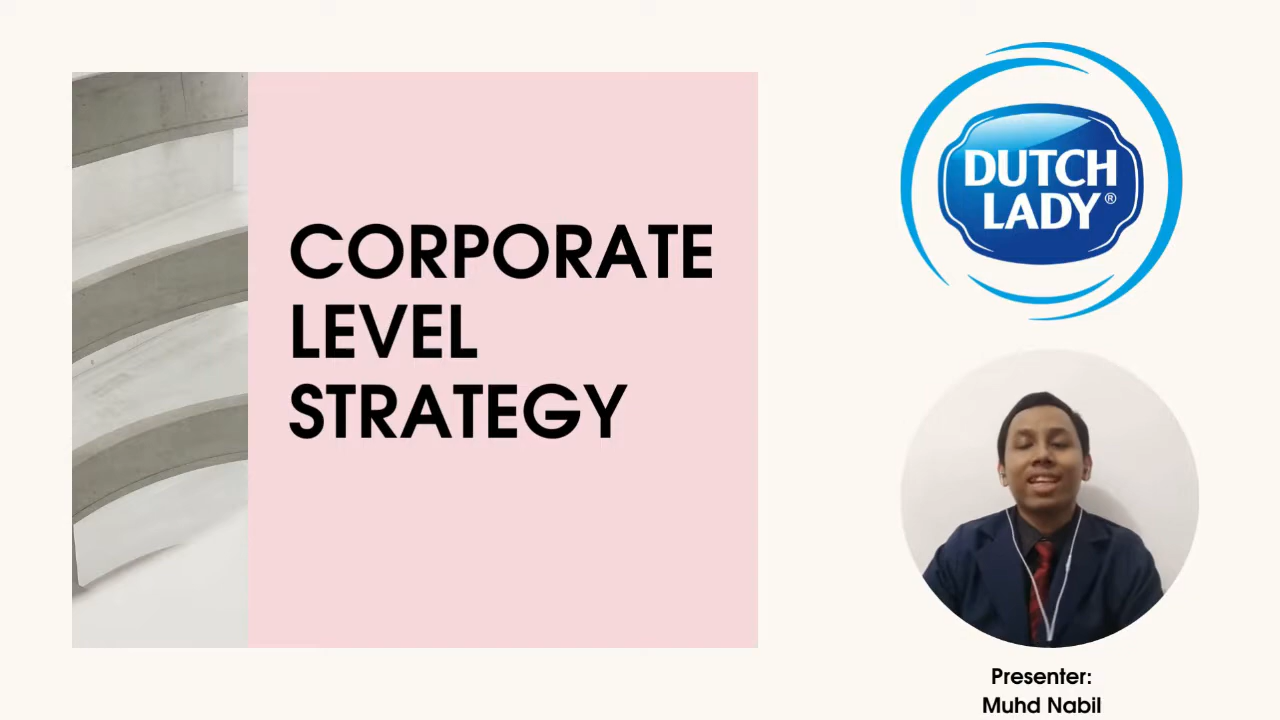 CORPORATE
LEVEL
STRATEGY
DUTCH
LADY®
Presenter:
Muhd Nabil